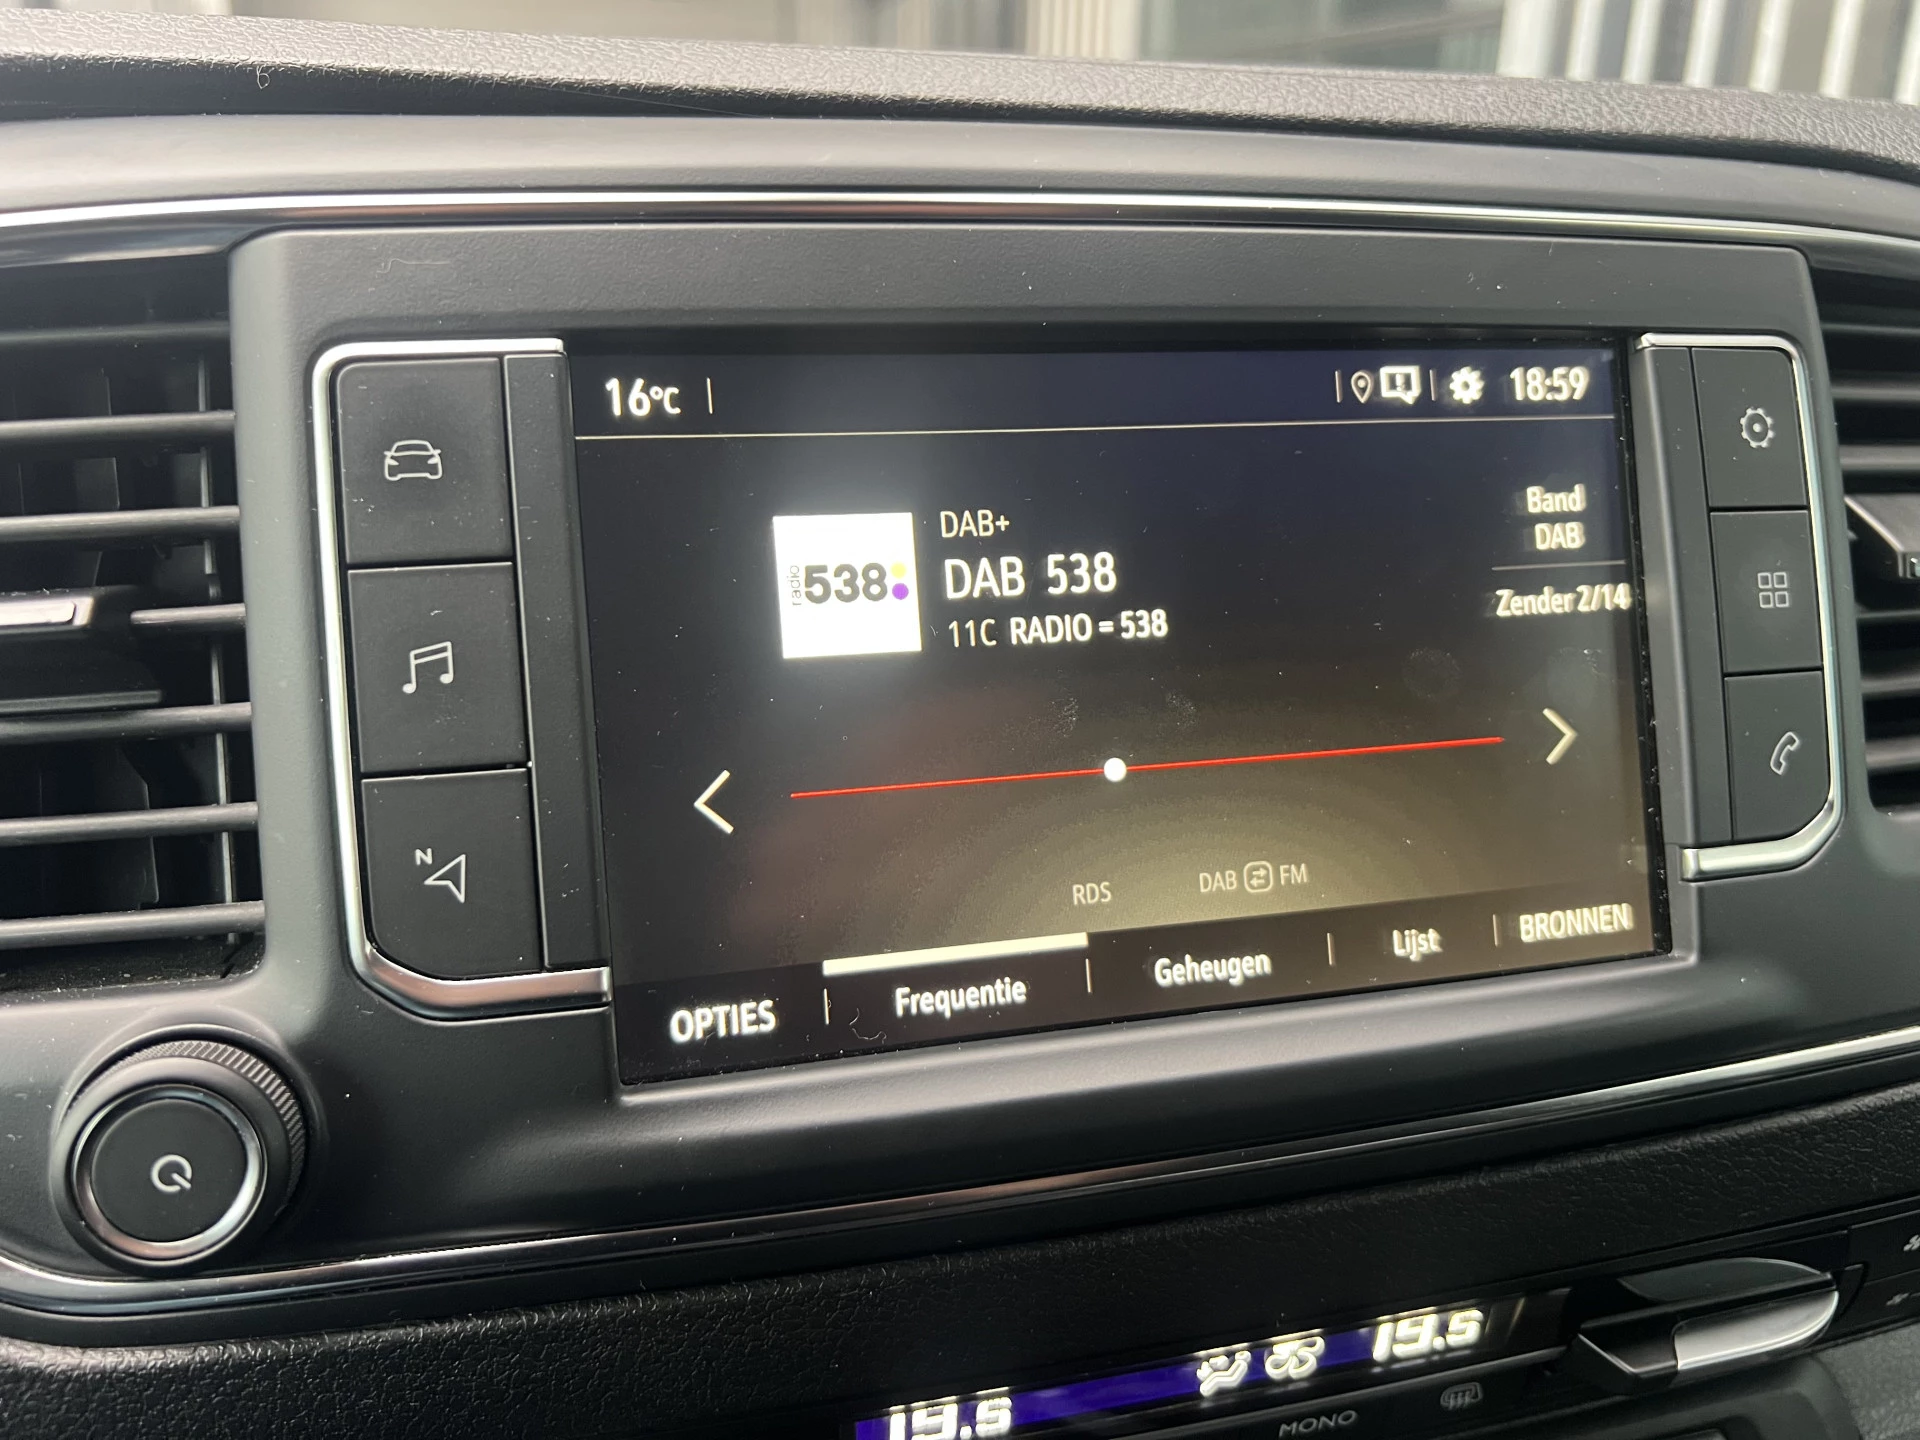 16°C
18:59
Band
DAB
DAB+
radio 538
DAB 538
11C RADIO = 538
Zender 2/14
RDS
DAB FM
OPTIES
Frequentie
Geheugen
Lijst
BRONNEN
N
19.5
19.5
MONO